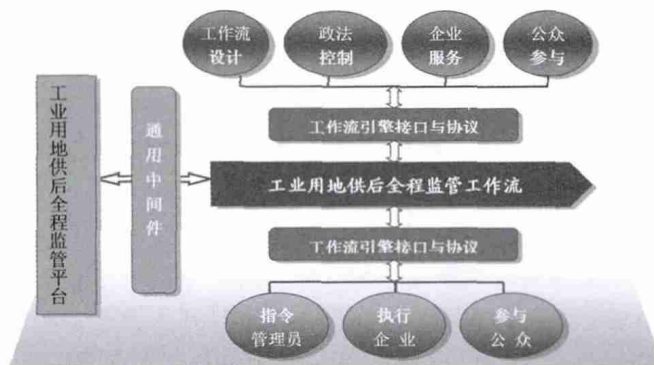 工作流
设计
政法
控制
企业
服务
公众
参与
工作流引擎接口与协议
工业用地供后全程监管平台
通用中间件
工业用地供后全程监管工作流
工作流引擎接口与协议
指令
管理员
执行
企 业
参与
公 众